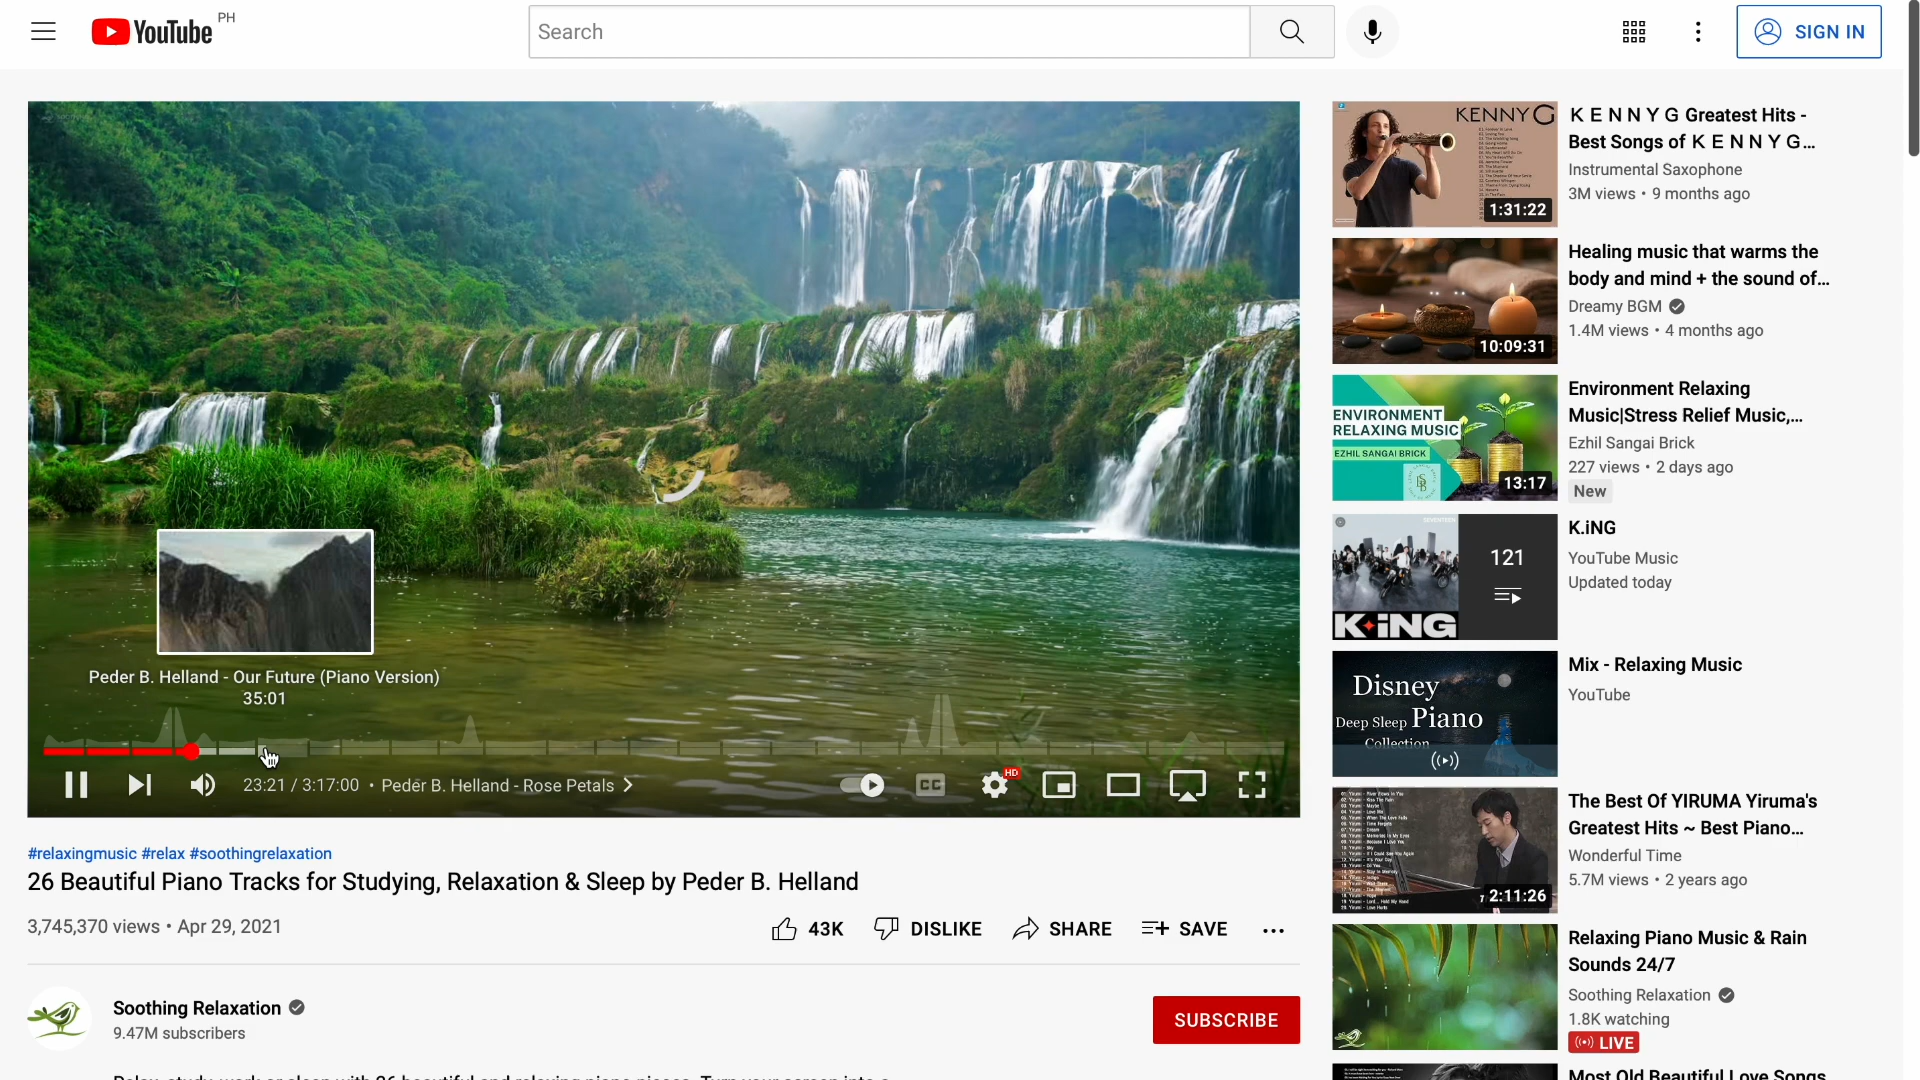 YouTube PH
Search
SIGN IN
Peder B. Helland - Our Future (Piano Version)
35:01
23:21 / 3:17:00 • Peder B. Helland - Rose Petals
CC
HD
#relaxingmusic #relax #soothingrelaxation
26 Beautiful Piano Tracks for Studying, Relaxation & Sleep by Peder B. Helland
3,745,370 views • Apr 29, 2021
43K
DISLIKE
SHARE
SAVE
Soothing Relaxation
9.47M subscribers
SUBSCRIBE
KENNY G
1:31:22
K E N N Y G Greatest Hits -
Best Songs of K E N N Y G...
Instrumental Saxophone
3M views • 9 months ago
10:09:31
Healing music that warms the
body and mind + the sound of...
Dreamy BGM
1.4M views • 4 months ago
ENVIRONMENT
RELAXING MUSIC
EZHIL SANGAI BRICK
13:17
Environment Relaxing
Music|Stress Relief Music,...
Ezhil Sangai Brick
227 views • 2 days ago
New
SEVENTEEN
121
K.iNG
K.iNG
YouTube Music
Updated today
Disney
Deep Sleep Piano
Collection
Mix - Relaxing Music
YouTube
2:11:26
The Best Of YIRUMA Yiruma's
Greatest Hits ~ Best Piano...
Wonderful Time
5.7M views • 2 years ago
Relaxing Piano Music & Rain
Sounds 24/7
Soothing Relaxation
1.8K watching
LIVE
Most Old Beautiful Love Songs